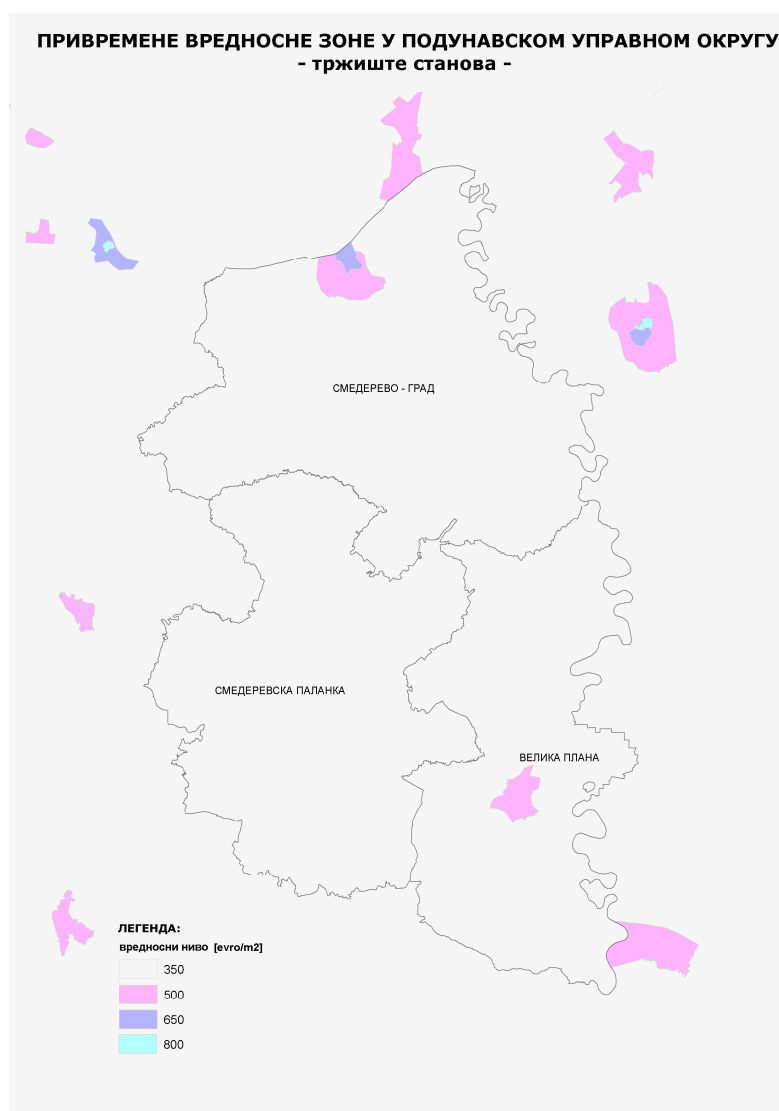 ПРИВРЕМЕНЕ ВРЕДНОСНЕ ЗОНЕ У ПОДУНАВСКОМ УПРАВНОМ ОКРУГУ
- тржиште станова -
СМЕДЕРЕВО - ГРАД
СМЕДЕРЕВСКА ПАЛАНКА
ВЕЛИКА ПЛАНА
ЛЕГЕНДА:
вредносни ниво [evro/m2]
350
500
650
800